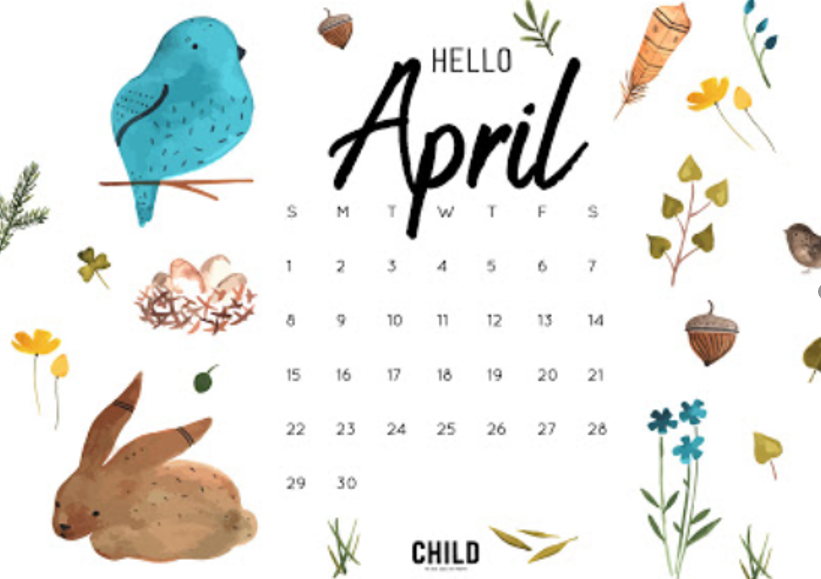 HELLO
April
S M T W T F S
1 2 3 4 5 6 7
8 9 10 11 12 13 14
15 16 17 18 19 20 21
22 23 24 25 26 27 28
29 30
CHILD